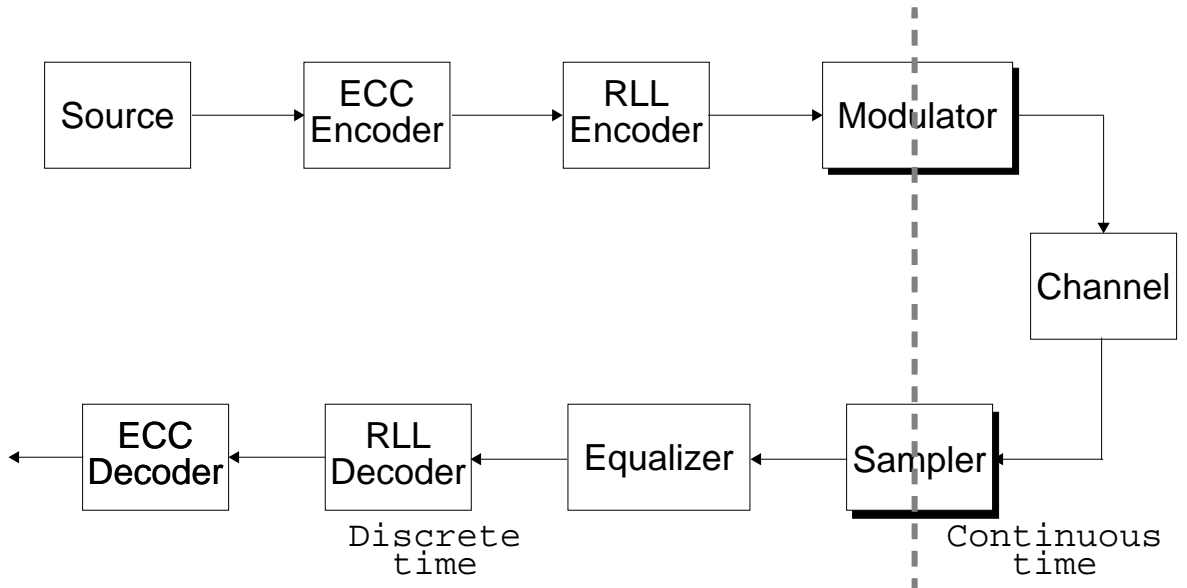 Source
ECC
Encoder
RLL
Encoder
Modulator
Channel
ECC
Decoder
RLL
Decoder
Equalizer
Sampler
Discrete
time
Continuous
time